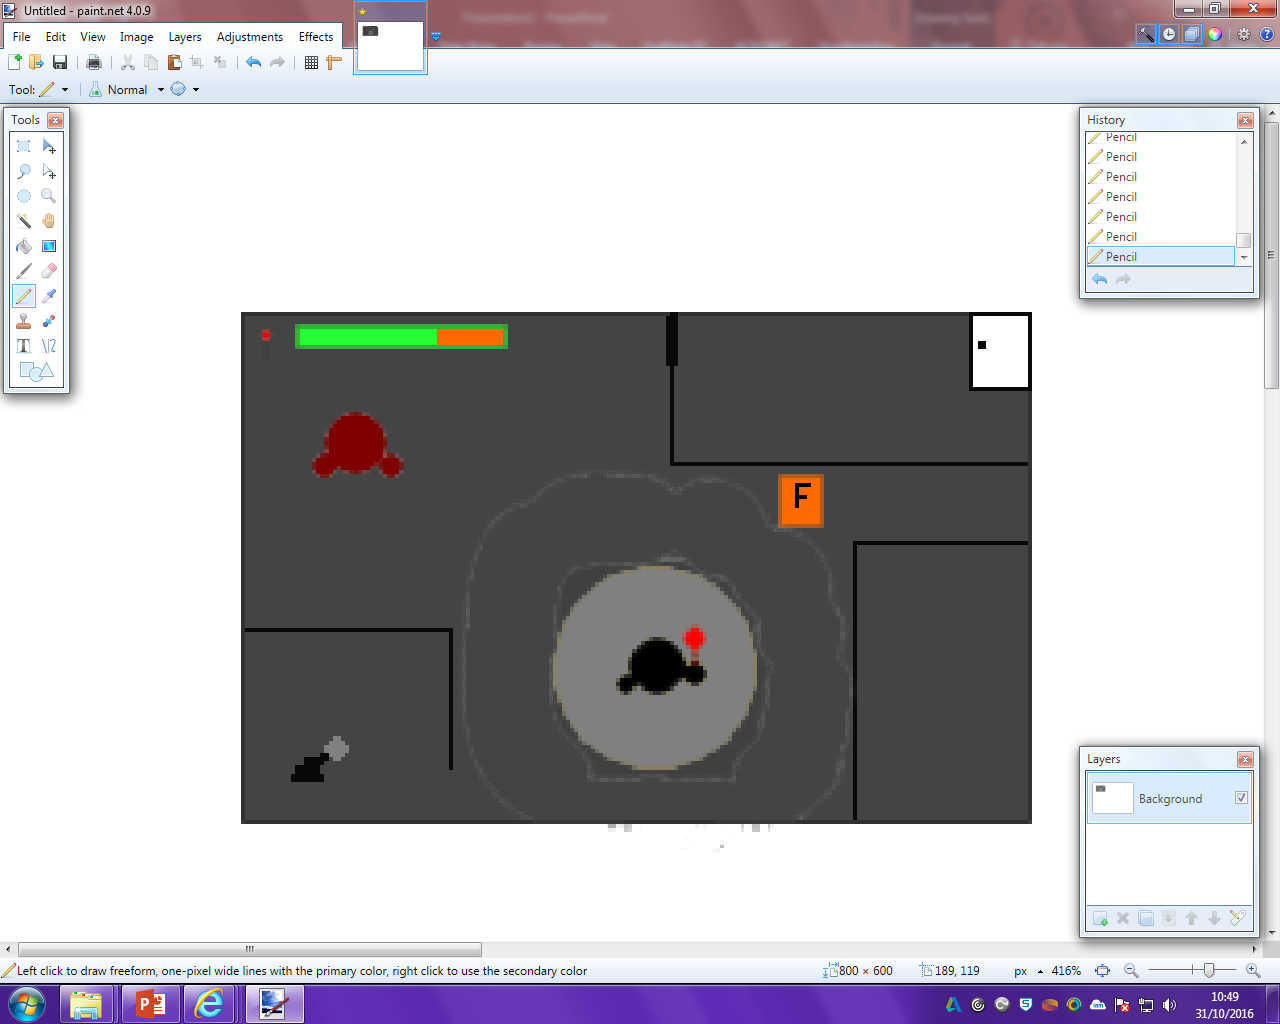 Untitled - paint.net 4.0.9
File Edit View Image Layers Adjustments Effects
Tool: Normal
Tools
T
History
Pencil
Pencil
Pencil
Pencil
Pencil
Pencil
Pencil
F
Layers
Background
Left click to draw freeform, one-pixel wide lines with the primary color, right click to use the secondary color
800 × 600
189, 119
px
416%
10:49
31/10/2016